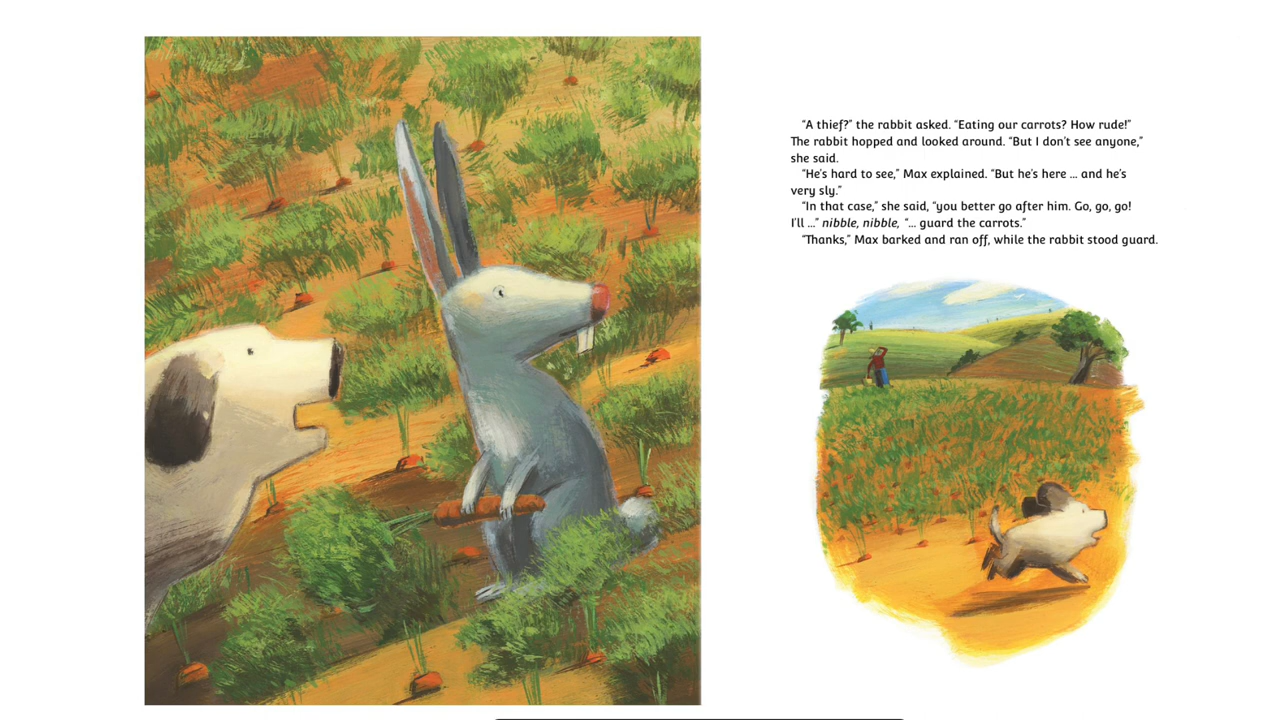 “A thief?” the rabbit asked. “Eating our carrots? How rude!”
The rabbit hopped and looked around. “But I don't see anyone,”
she said.
“He's hard to see,” Max explained. “But he's here ... and he's
very sly.”
“In that case,” she said, “you better go after him. Go, go, go!
I'll ...” nibble, nibble, “... guard the carrots.”
“Thanks,” Max barked and ran off, while the rabbit stood guard.